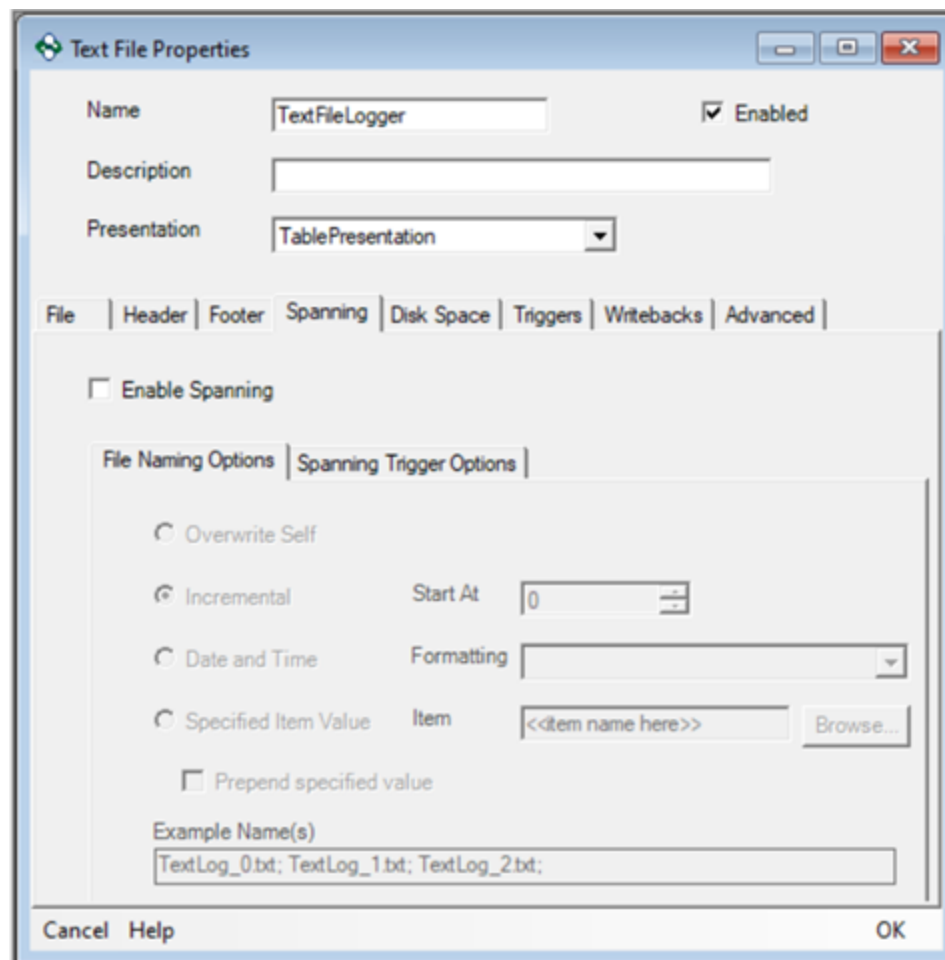 Text File Properties
Name TextFileLogger Enabled
Description
Presentation TablePresentation
File Header Footer Spanning Disk Space Triggers Writebacks Advanced
Enable Spanning
File Naming Options Spanning Trigger Options
Overwrite Self
Incremental Start At 0
Date and Time Formatting
Specified Item Value Item <<item name here>> Browse...
Prepend specified value
Example Name(s)
TextLog_0.txt; TextLog_1.txt; TextLog_2.txt;
Cancel Help OK